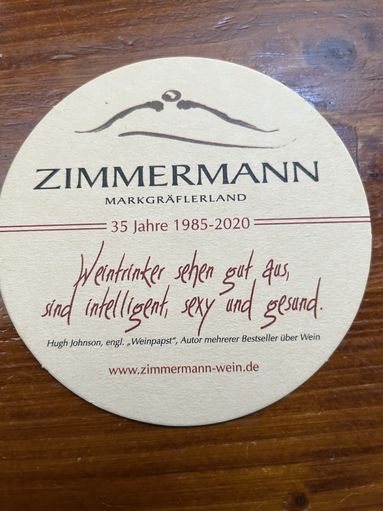 ZIMMERMANN
MARKGRÄFLERLAND
35 Jahre 1985-2020
Weintrinker sehen gut aus,
sind intelligent, sexy und gesund.
Hugh Johnson, engl. „Weinpapst", Autor mehrerer Bestseller über Wein
www.zimmermann-wein.de